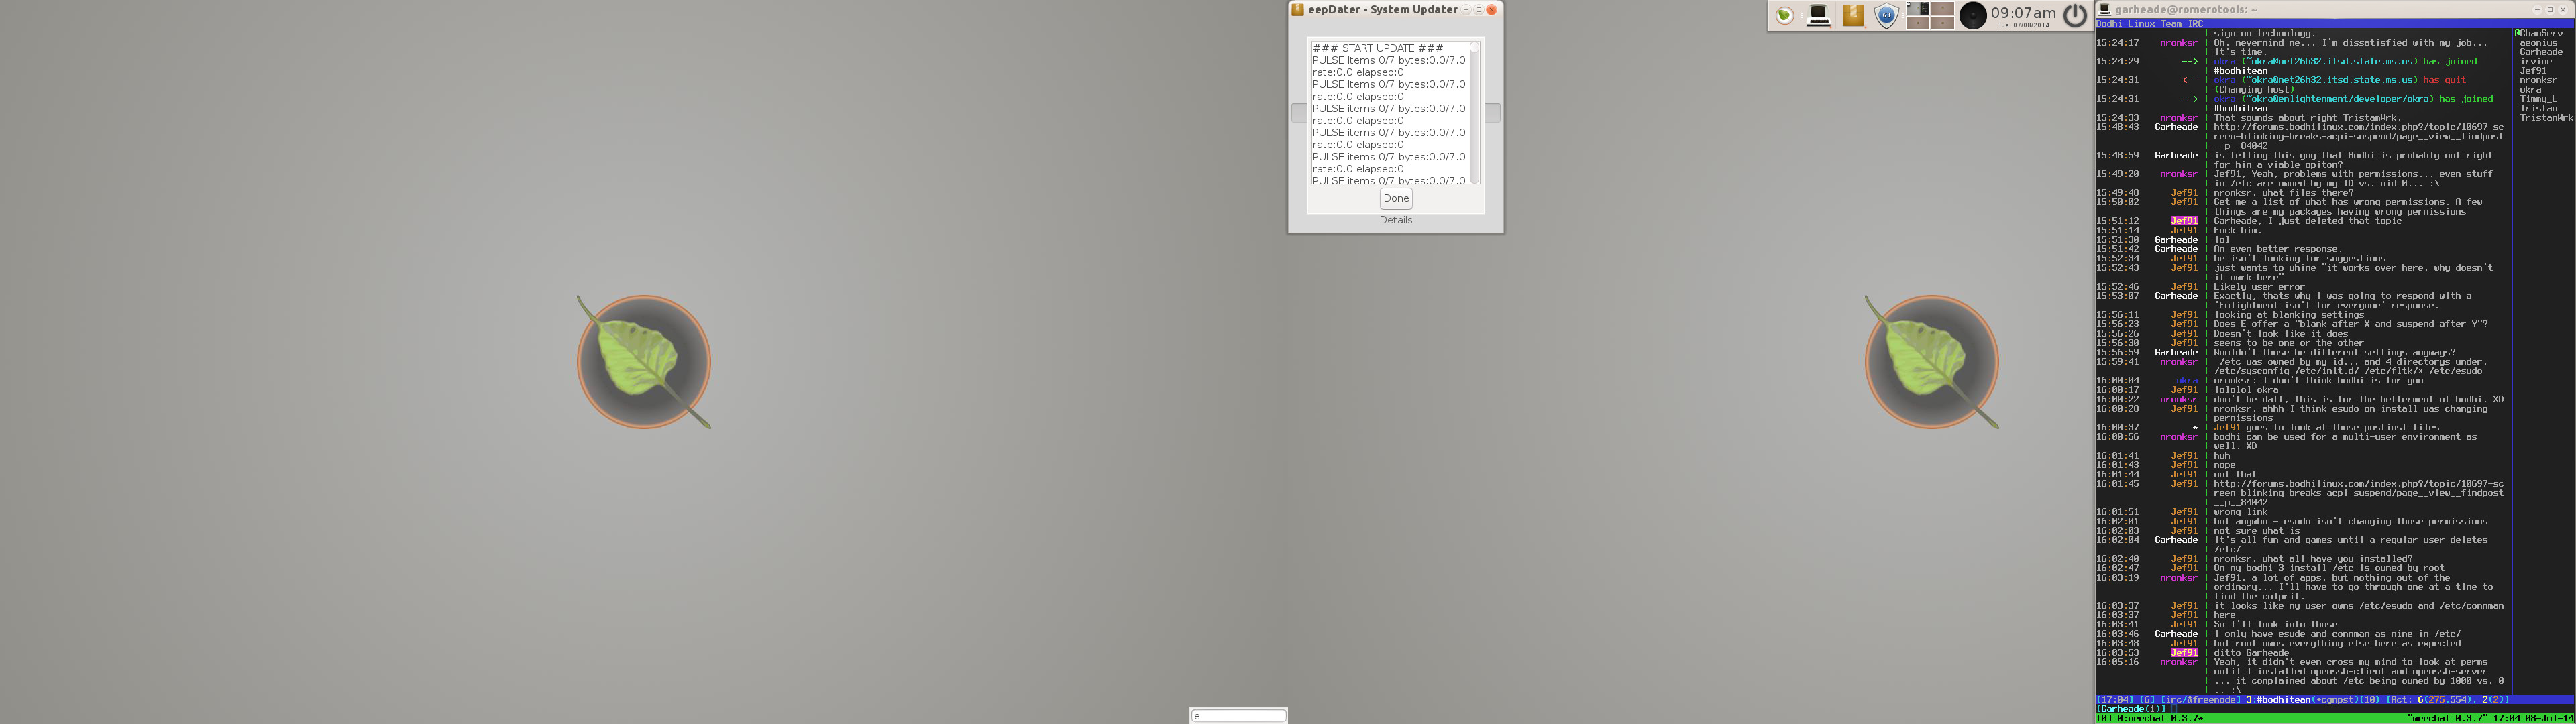 eepDater - System Updater
### START UPDATE ###
PULSE items:0/7 bytes:0.0/7.0
rate:0.0 elapsed:0
PULSE items:0/7 bytes:0.0/7.0
rate:0.0 elapsed:0
PULSE items:0/7 bytes:0.0/7.0
rate:0.0 elapsed:0
PULSE items:0/7 bytes:0.0/7.0
rate:0.0 elapsed:0
PULSE items:0/7 bytes:0.0/7.0
rate:0.0 elapsed:0
PULSE items:0/7 bytes:0.0/7.0
Done
Details
e
63
09:07am
Tue, 07/08/2014
garheade@romerotools: ~
Bodhi Linux Team IRC
sign on technology.
15:24:17 nronksr | Oh, nevermind me... I'm dissatisfied with my job...
it's time.
15:24:29 --> | okra (~okra@net26h32.itsd.state.ms.us) has joined
#bodhiteam
15:24:31 <-- | okra (~okra@net26h32.itsd.state.ms.us) has quit
(Changing host)
15:24:31 --> | okra (~okra@enlightenment/developer/okra) has joined
#bodhiteam
15:24:33 nronksr | That sounds about right TristamWrk.
15:48:43 Garheade | http://forums.bodhilinux.com/index.php?/topic/10697-sc
reen-blinking-breaks-acpi-suspend/page__view__findpost
__p__84042
15:48:59 Garheade | is telling this guy that Bodhi is probably not right
for him a viable opiton?
15:49:20 nronksr | Jef91, Yeah, problems with permissions... even stuff
in /etc are owned by my ID vs. uid 0... :\
15:49:48 Jef91 | nronksr, what files there?
15:50:02 Jef91 | Get me a list of what has wrong permissions. A few
things are my packages having wrong permissions
15:51:12 Jef91 | Garheade, I just deleted that topic
15:51:14 Jef91 | Fuck him.
15:51:30 Garheade | lol
15:51:42 Garheade | An even better response.
15:52:34 Jef91 | he isn't looking for suggestions
15:52:43 Jef91 | just wants to whine "it works over here, why doesn't
it owrk here"
15:52:46 Jef91 | Likely user error
15:53:07 Garheade | Exactly, thats why I was going to respond with a
'Enlightment isn't for everyone' response.
15:56:11 Jef91 | looking at blanking settings
15:56:23 Jef91 | Does E offer a "blank after X and suspend after Y"?
15:56:26 Jef91 | Doesn't look like it does
15:56:30 Jef91 | seems to be one or the other
15:56:59 Garheade | Wouldn't those be different settings anyways?
15:59:41 nronksr | /etc was owned by my id... and 4 directorys under.
/etc/sysconfig /etc/init.d/ /etc/fltk/* /etc/esudo
16:00:04 okra | nronksr: I don't think bodhi is for you
16:00:17 Jef91 | lololol okra
16:00:22 nronksr | don't be daft, this is for the betterment of bodhi. XD
16:00:28 Jef91 | nronksr, ahhh I think esudo on install was changing
permissions
16:00:37 * | Jef91 goes to look at those postinst files
16:00:56 nronksr | bodhi can be used for a multi-user environment as
well. XD
16:01:41 Jef91 | huh
16:01:43 Jef91 | nope
16:01:44 Jef91 | not that
16:01:45 Jef91 | http://forums.bodhilinux.com/index.php?/topic/10697-sc
reen-blinking-breaks-acpi-suspend/page__view__findpost
__p__84042
16:01:51 Jef91 | wrong link
16:02:01 Jef91 | but anywho - esudo isn't changing those permissions
16:02:03 Jef91 | not sure what is
16:02:04 Garheade | It's all fun and games until a regular user deletes
/etc/
16:02:40 Jef91 | nronksr, what all have you installed?
16:02:47 Jef91 | On my bodhi 3 install /etc is owned by root
16:03:19 nronksr | Jef91, a lot of apps, but nothing out of the
ordinary... I'll have to go through one at a time to
find the culprit.
16:03:37 Jef91 | it looks like my user owns /etc/esudo and /etc/connman
16:03:37 Jef91 | here
16:03:41 Jef91 | So I'll look into those
16:03:46 Garheade | I only have esude and connman as mine in /etc/
16:03:48 Jef91 | but root owns everything else here as expected
16:03:53 Jef91 | ditto Garheade
16:05:16 nronksr | Yeah, it didn't even cross my mind to look at perms
until I installed openssh-client and openssh-server
... it complained about /etc being owned by 1000 vs. 0
.. :\
@ChanServ
aeonius
Garheade
irvine
Jef91
nronksr
okra
Timmy_L
Tristam
TristamWrk
[17:04] [6] [irc/&freenode] 3:#bodhiteam(+cgnpst)(10) [Act: 6(275,554), 2(2)]
[Garheade(i)]
[0] 0:weechat 0.3.7* "weechat 0.3.7" 17:04 08-Jul-14